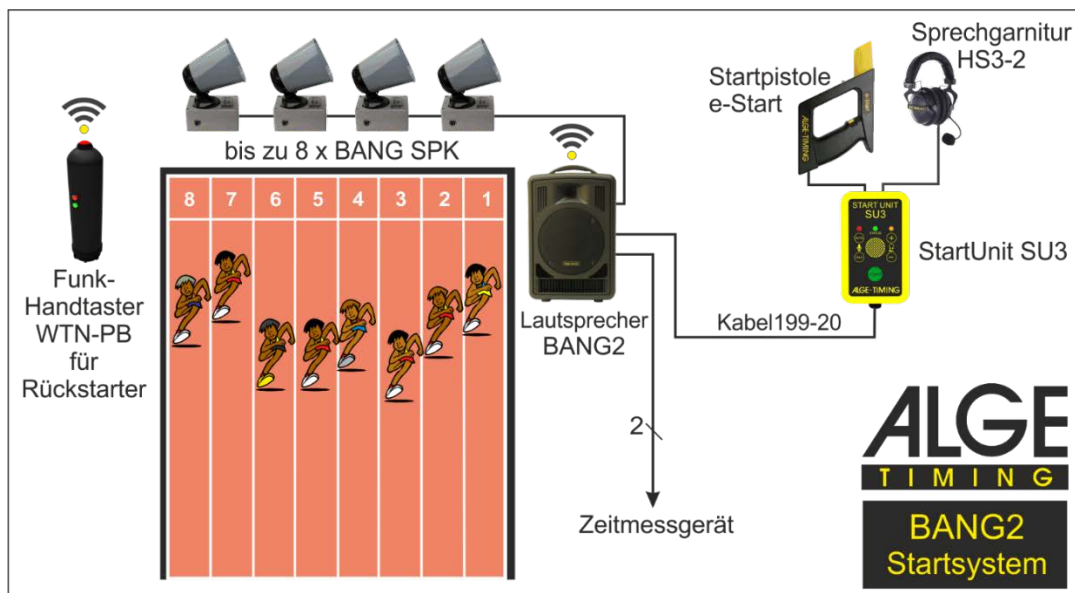 Sprechgarnitur
HS3-2
Startpistole
e-Start
bis zu 8 x BANG SPK
8 7 6 5 4 3 2 1
Funk-
Handtaster
WTN-PB
für
Rückstarter
Lautsprecher
BANG2
ALGE-TIMING
START UNIT
SU3
ALGE-TIMING
StartUnit SU3
Kabel199-20
2
Zeitmessgerät
ALGE
TIMING
BANG2
Startsystem